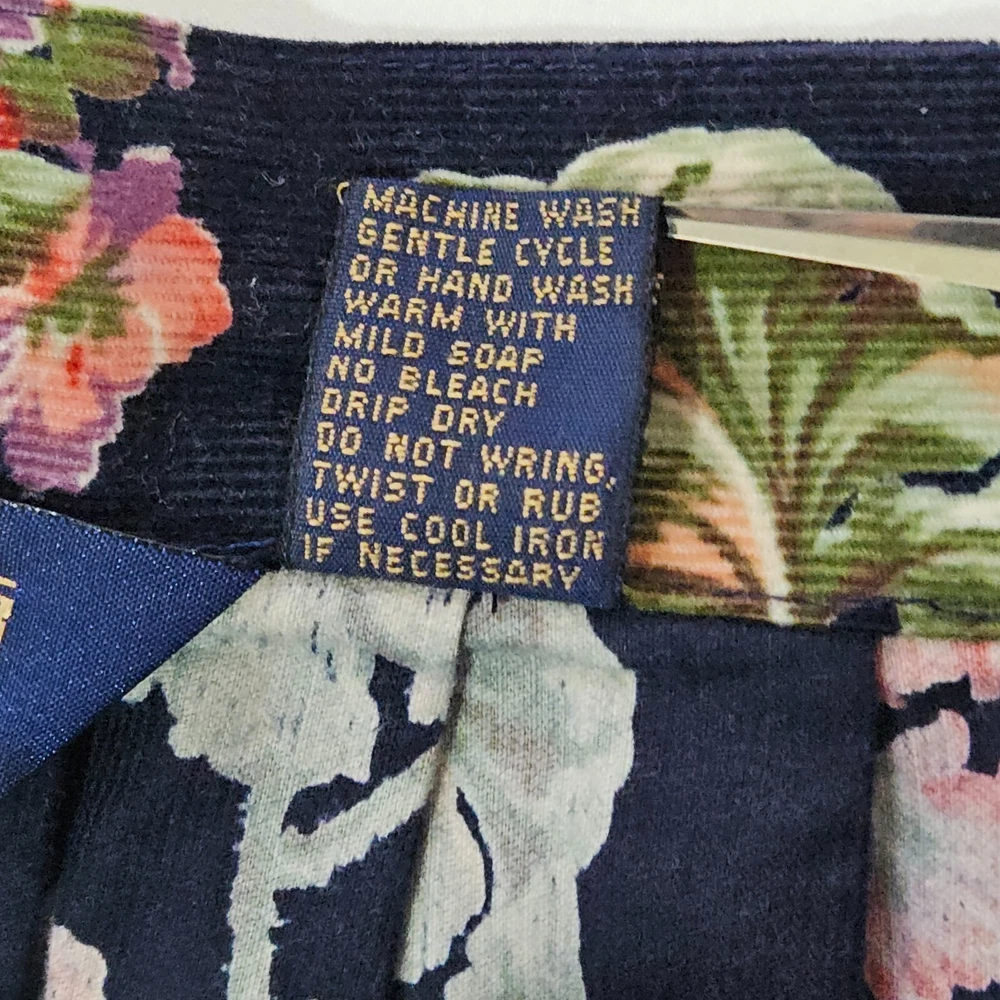 MACHINE WASH
GENTLE CYCLE
OR HAND WASH
WARM WITH
MILD SOAP
NO BLEACH
DRIP DRY
DO NOT WRING,
TWIST OR RUB
USE COOL IRON
IF NECESSARY